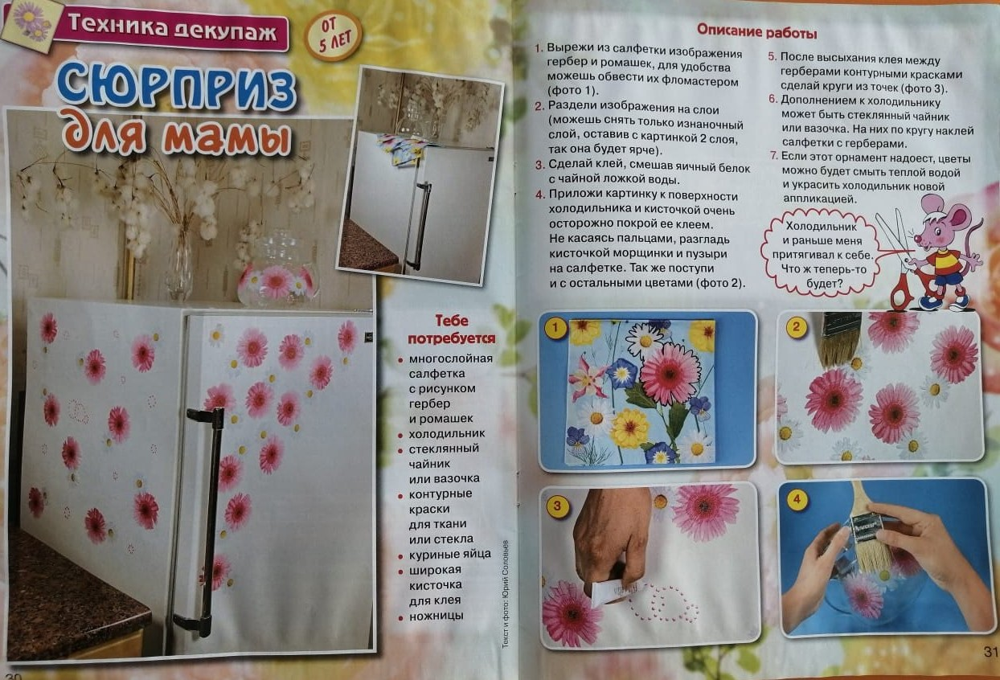 Техника декупаж
ОТ
5 ЛЕТ
СЮРПРИЗ
для мамы
Тебе
потребуется
• многослойная
салфетка
с рисунком
гербер
и ромашек
• холодильник
• стеклянный
чайник
или вазочка
• контурные
краски
для ткани
или стекла
• куриные яйца
• широкая
кисточка
для клея
• ножницы
Текст и фото: Юрий Соловьёв
30
Описание работы
1. Вырежи из салфетки изображения
гербер и ромашек, для удобства
можешь обвести их фломастером
(фото 1).
2. Раздели изображения на слои
(можешь снять только изнаночный
слой, оставив с картинкой 2 слоя,
так она будет ярче).
3. Сделай клей, смешав яичный белок
с чайной ложкой воды.
4. Приложи картинку к поверхности
холодильника и кисточкой очень
осторожно покрой ее клеем.
Не касаясь пальцами, разгладь
кисточкой морщинки и пузыри
на салфетке. Так же поступи
и с остальными цветами (фото 2).
5. После высыхания клея между
герберами контурными красками
сделай круги из точек (фото 3).
6. Дополнением к холодильнику
может быть стеклянный чайник
или вазочка. На них по кругу наклей
салфетки с герберами.
7. Если этот орнамент надоест, цветы
можно будет смыть теплой водой
и украсить холодильник новой
аппликацией.
Холодильник
и раньше меня
притягивал к себе.
Что ж теперь-то
будет?
1
2
3
4
31